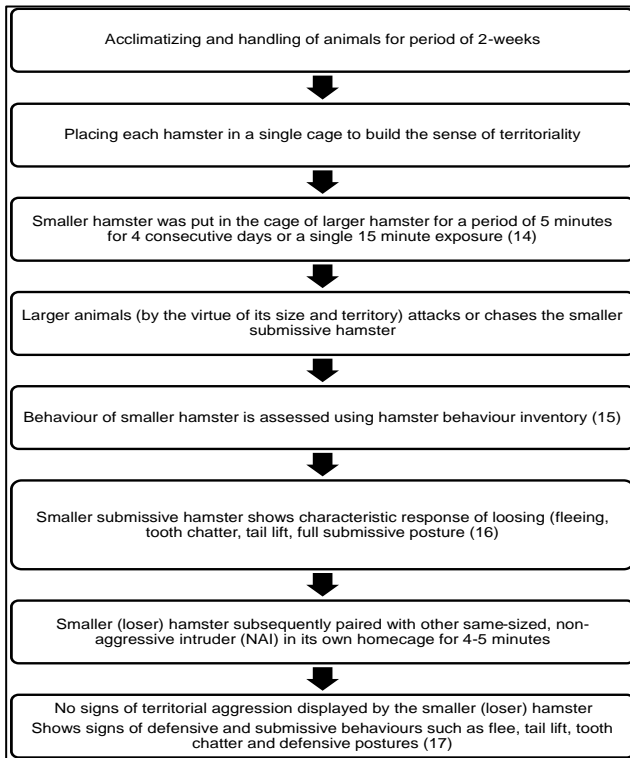 Acclimatizing and handling of animals for period of 2-weeks
Placing each hamster in a single cage to build the sense of territoriality
Smaller hamster was put in the cage of larger hamster for a period of 5 minutes
for 4 consecutive days or a single 15 minute exposure (14)
Larger animals (by the virtue of its size and territory) attacks or chases the smaller
submissive hamster
Behaviour of smaller hamster is assessed using hamster behaviour inventory (15)
Smaller submissive hamster shows characteristic response of loosing (fleeing,
tooth chatter, tail lift, full submissive posture (16)
Smaller (loser) hamster subsequently paired with other same-sized, non-
aggressive intruder (NAI) in its own homecage for 4-5 minutes
No signs of territorial aggression displayed by the smaller (loser) hamster
Shows signs of defensive and submissive behaviours such as flee, tail lift, tooth
chatter and defensive postures (17)